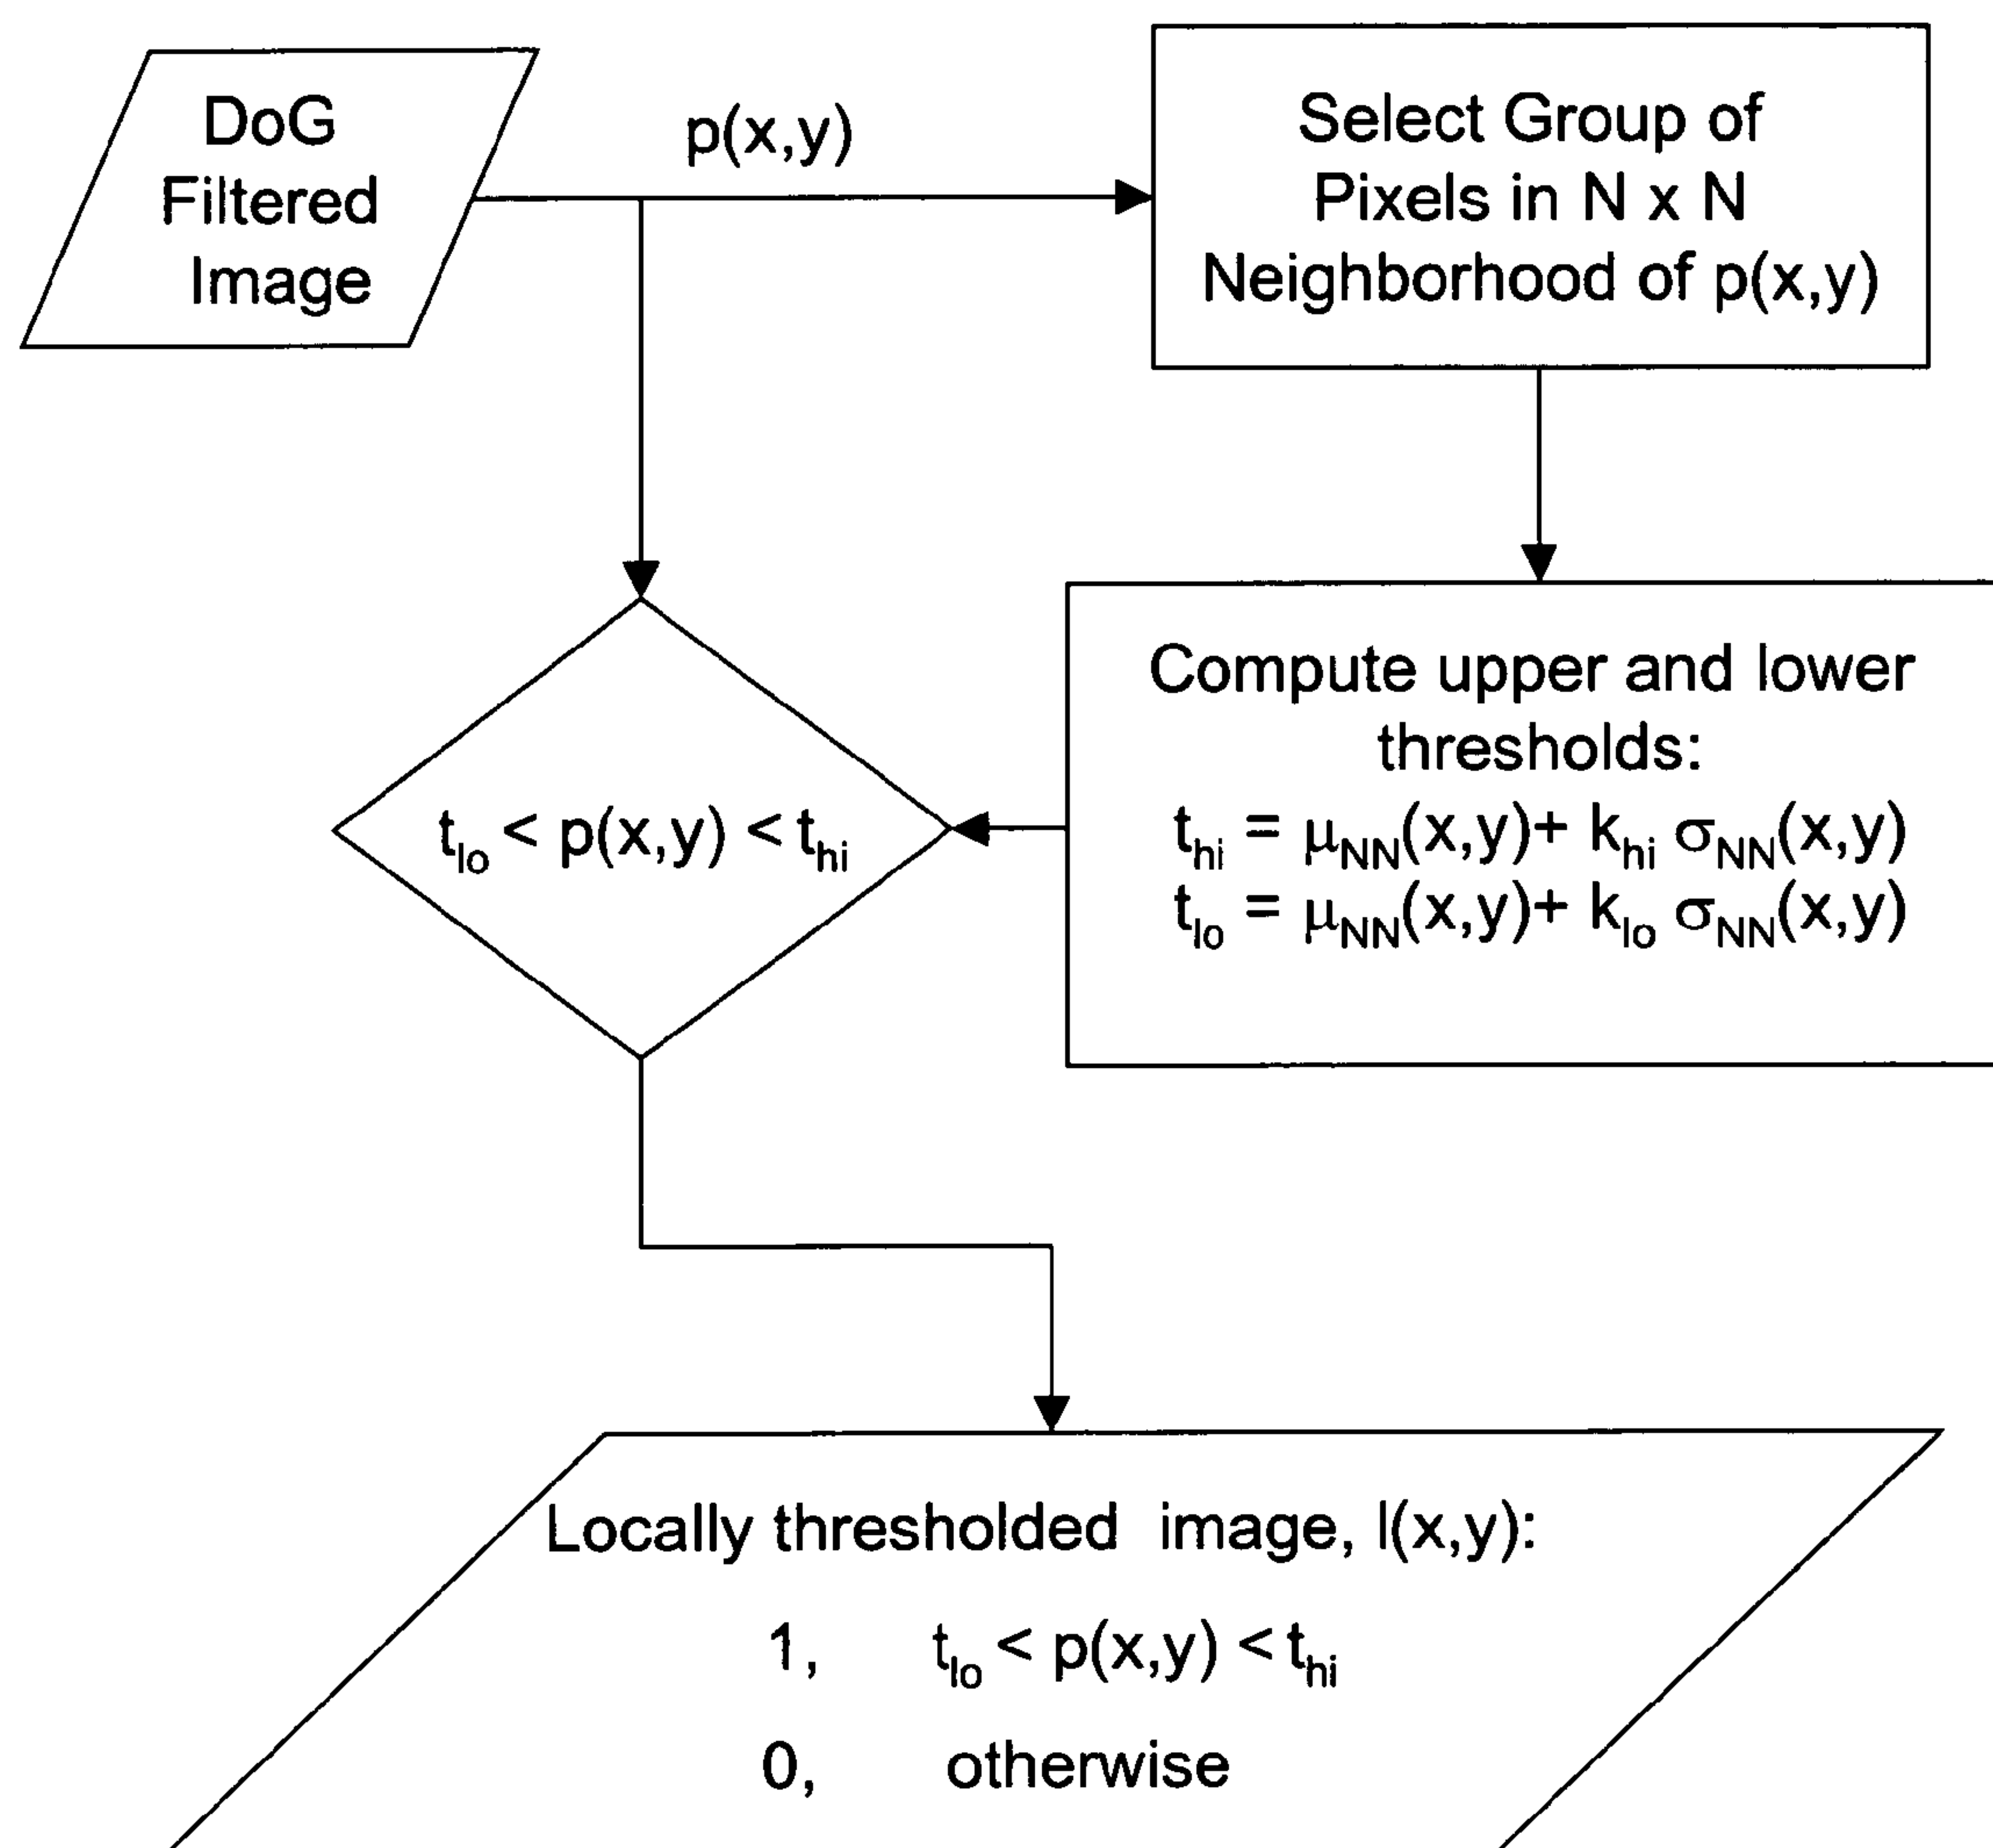 DoG
Filtered
Image
p(x,y)
Select Group of
Pixels in N x N
Neighborhood of p(x,y)
Compute upper and lower
thresholds:
t_hi = μ_NN(x,y)+ k_hi σ_NN(x,y)
t_lo = μ_NN(x,y)+ k_lo σ_NN(x,y)
t_lo < p(x,y) < t_hi
Locally thresholded image, l(x,y):
1, t_lo < p(x,y) < t_hi
0, otherwise